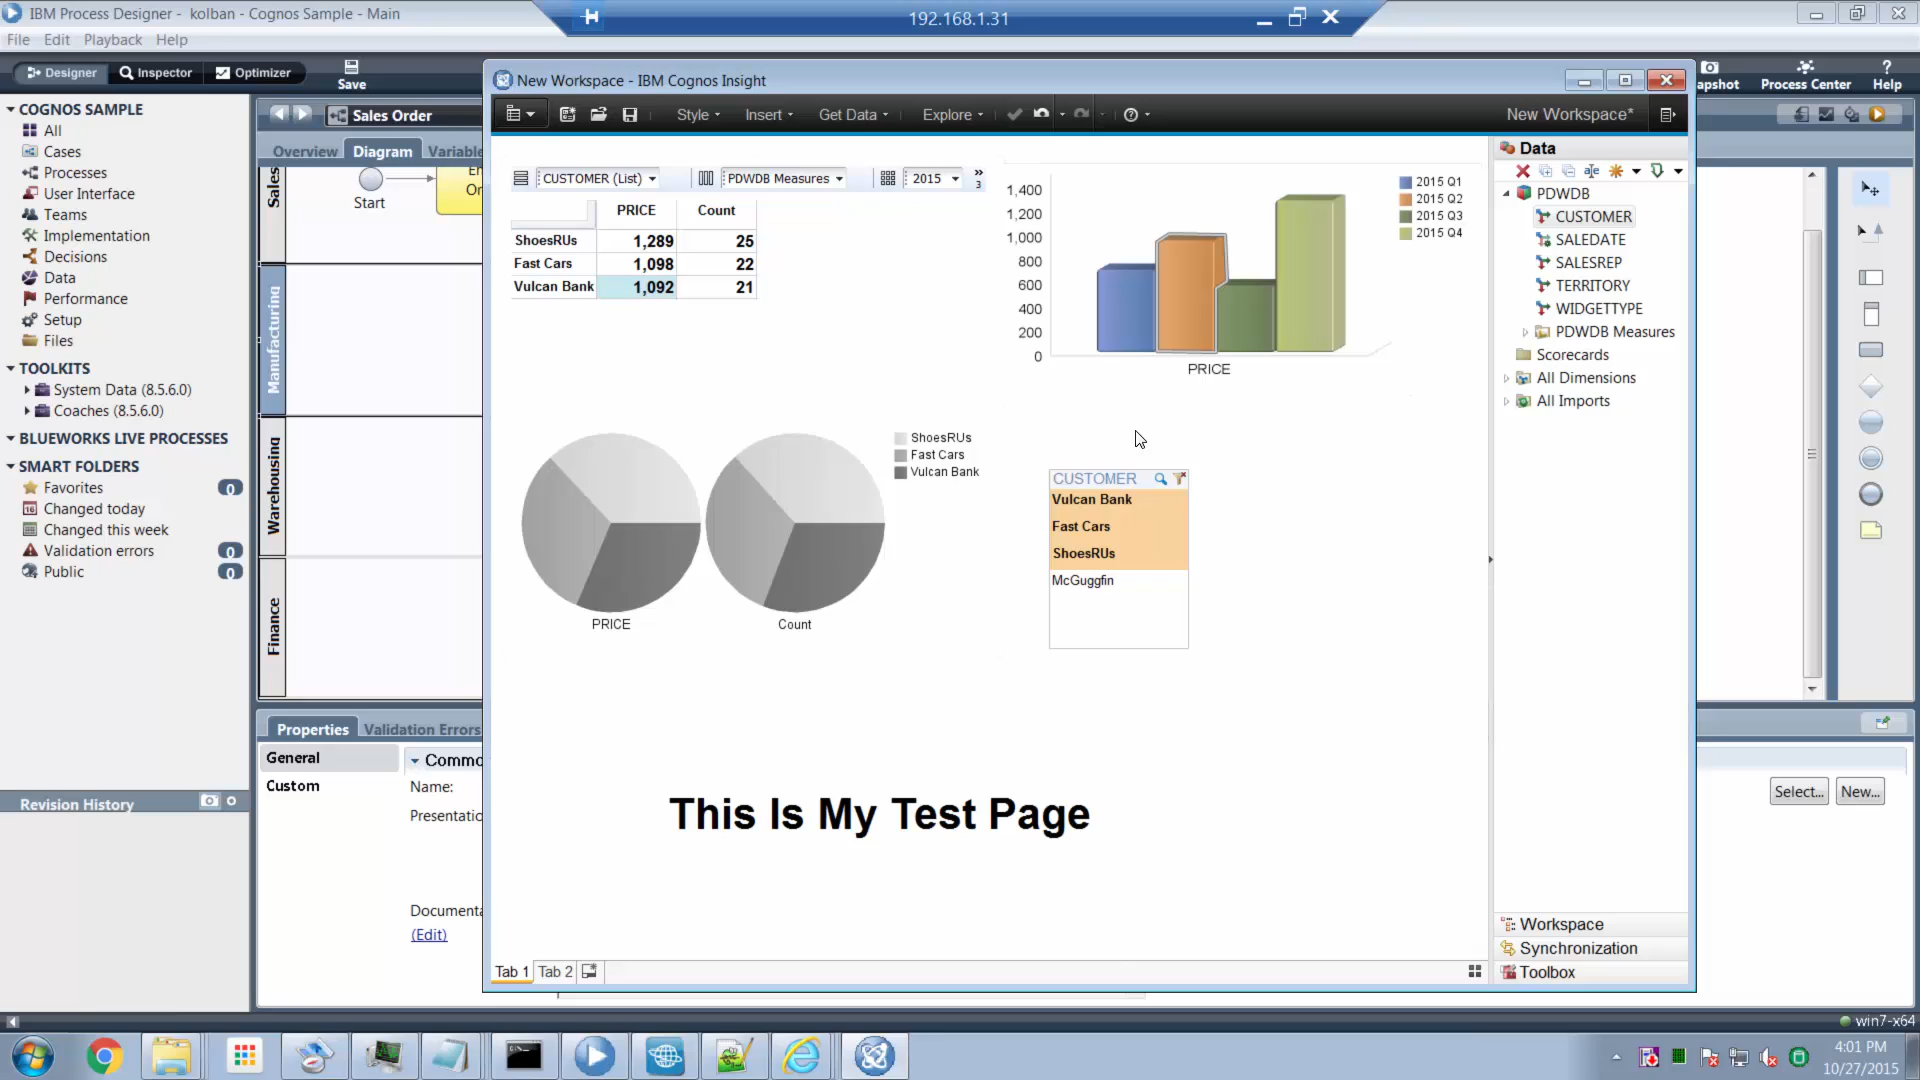 IBM Process Designer - kolban - Cognos Sample - Main
192.168.1.31
File Edit Playback Help
Designer Inspector Optimizer
Save
Process Center Help
COGNOS SAMPLE
All
Cases
Processes
User Interface
Teams
Implementation
Decisions
Data
Performance
Setup
Files
TOOLKITS
System Data (8.5.6.0)
Coaches (8.5.6.0)
BLUEWORKS LIVE PROCESSES
SMART FOLDERS
Favorites 0
Changed today
Changed this week
Validation errors 0
Public 0
Revision History
Sales Order
Overview Diagram Variable
Sales
Start
Manufacturing
Warehousing
Finance
Properties Validation Errors
General
Custom
Commo
Name:
Presentatio
Documenta
(Edit)
Select... New...
New Workspace - IBM Cognos Insight
Style Insert Get Data Explore New Workspace*
CUSTOMER (List) PDWDB Measures 2015 » 3
PRICE Count
ShoesRUs 1,289 25
Fast Cars 1,098 22
Vulcan Bank 1,092 21
1,400
1,200
1,000
800
600
400
200
0
PRICE
2015 Q1
2015 Q2
2015 Q3
2015 Q4
ShoesRUs
Fast Cars
Vulcan Bank
PRICE Count
CUSTOMER
Vulcan Bank
Fast Cars
ShoesRUs
McGuggfin
This Is My Test Page
Tab 1 Tab 2
Data
PDWDB
CUSTOMER
SALEDATE
SALESREP
TERRITORY
WIDGETTYPE
PDWDB Measures
Scorecards
All Dimensions
All Imports
Workspace
Synchronization
Toolbox
win7-x64
4:01 PM
10/27/2015